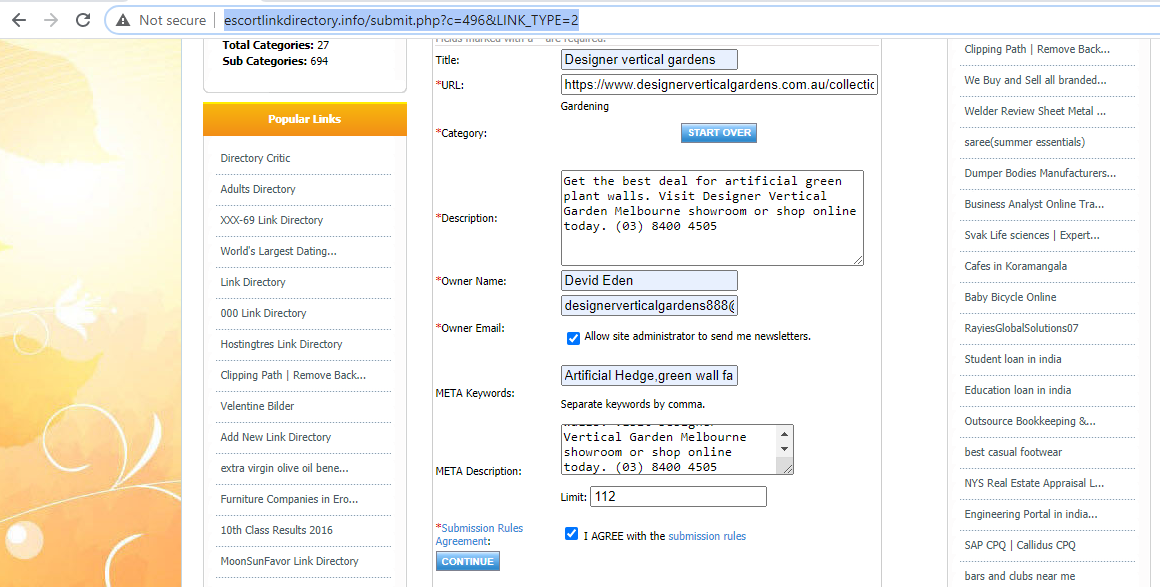 Not secure | escortlinkdirectory.info/submit.php?c=496&LINK_TYPE=2
Total Categories: 27
Sub Categories: 694
Popular Links
Directory Critic
Adults Directory
XXX-69 Link Directory
World's Largest Dating...
Link Directory
000 Link Directory
Hostingtres Link Directory
Clipping Path | Remove Back...
Velentine Bilder
Add New Link Directory
extra virgin olive oil bene...
Furniture Companies in Ero...
10th Class Results 2016
MoonSunFavor Link Directory
Fields marked with a * are required.
Title:
Designer vertical gardens
*URL:
https://www.designerverticalgardens.com.au/collectic
Gardening
*Category:
START OVER
*Description:
Get the best deal for artificial green
plant walls. Visit Designer Vertical
Garden Melbourne showroom or shop online
today. (03) 8400 4505
*Owner Name:
Devid Eden
*Owner Email:
designerverticalgardens888@
Allow site administrator to send me newsletters.
META Keywords:
Artificial Hedge,green wall fa
Separate keywords by comma.
META Description:
walls. Visit Designer
Vertical Garden Melbourne
showroom or shop online
today. (03) 8400 4505
Limit: 112
*Submission Rules
Agreement:
I AGREE with the submission rules
CONTINUE
Clipping Path | Remove Back...
We Buy and Sell all branded...
Welder Review Sheet Metal ...
saree(summer essentials)
Dumper Bodies Manufacturers...
Business Analyst Online Tra...
Svak Life sciences | Expert...
Cafes in Koramangala
Baby Bicycle Online
RayiesGlobalSolutions07
Student loan in india
Education loan in india
Outsource Bookkeeping &...
best casual footwear
NYS Real Estate Appraisal L...
Engineering Portal in india...
SAP CPQ | Callidus CPQ
bars and clubs near me